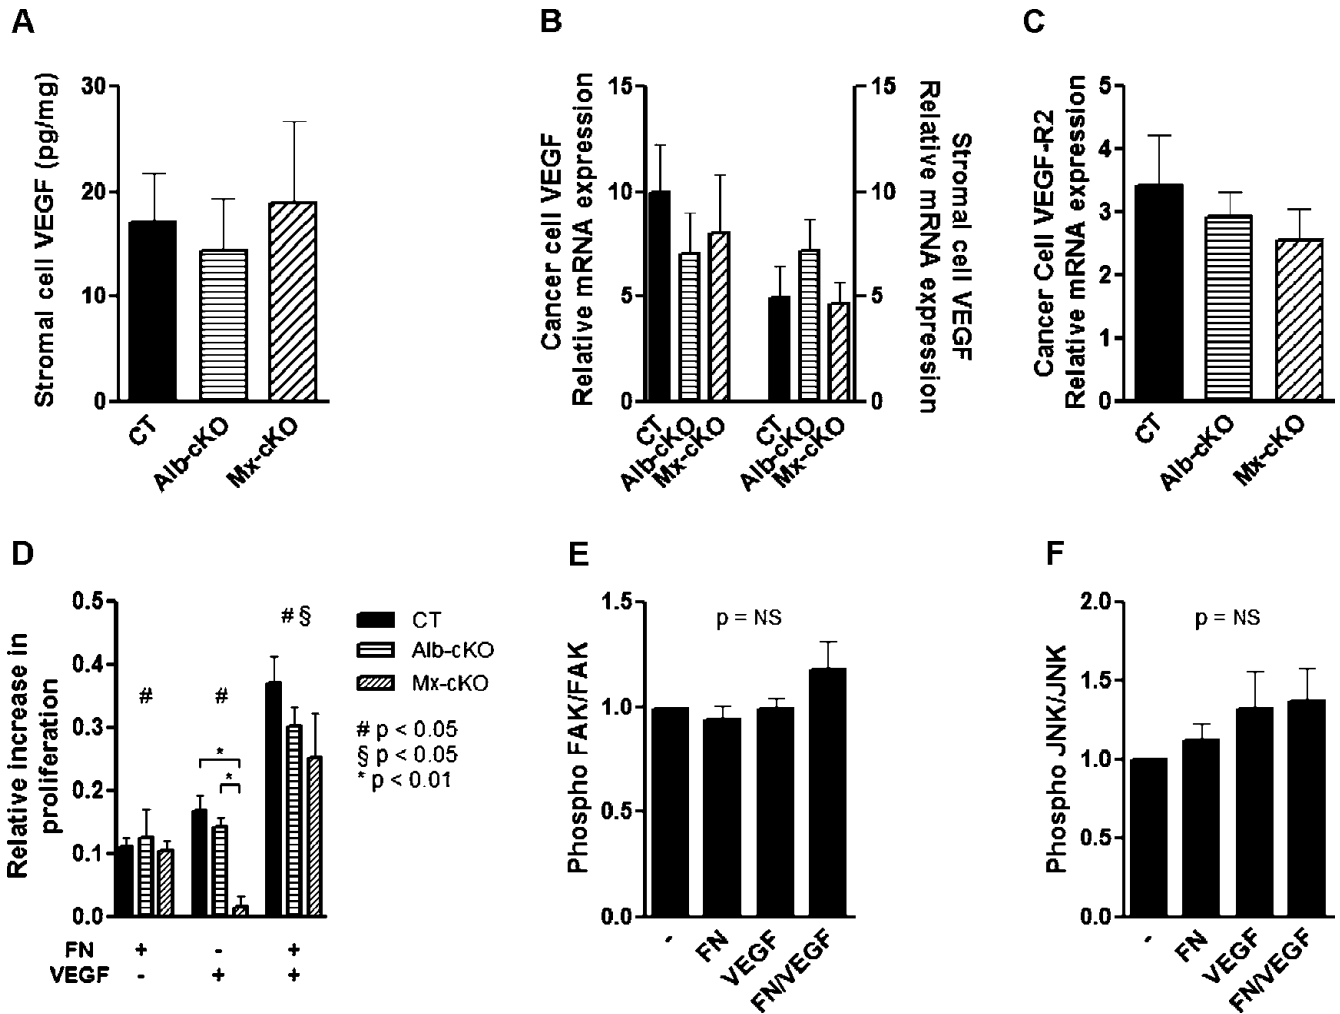 A
Stromal cell VEGF (pg/mg)
30
20
10
0
CT
Alb-cKO
Mx-cKO
B
Cancer cell VEGF
Relative mRNA expression
15
10
5
0
CT
Alb-cKO
Mx-cKO
CT
Alb-cKO
Mx-cKO
15
10
5
0
Stromal cell VEGF
Relative mRNA expression
C
Cancer Cell VEGF-R2
Relative mRNA expression
5
4
3
2
1
0
CT
Alb-cKO
Mx-cKO
D
Relative increase in
proliferation
0.5
0.4
0.3
0.2
0.1
0.0
#
#
# §
*
*
FN + - +
VEGF - + +
CT
Alb-cKO
Mx-cKO
# p < 0.05
§ p < 0.05
* p < 0.01
E
Phospho FAK/FAK
1.5
1.0
0.5
0.0
p = NS
-
FN
VEGF
FN/VEGF
F
Phospho JNK/JNK
2.0
1.5
1.0
0.5
0.0
p = NS
-
FN
VEGF
FN/VEGF